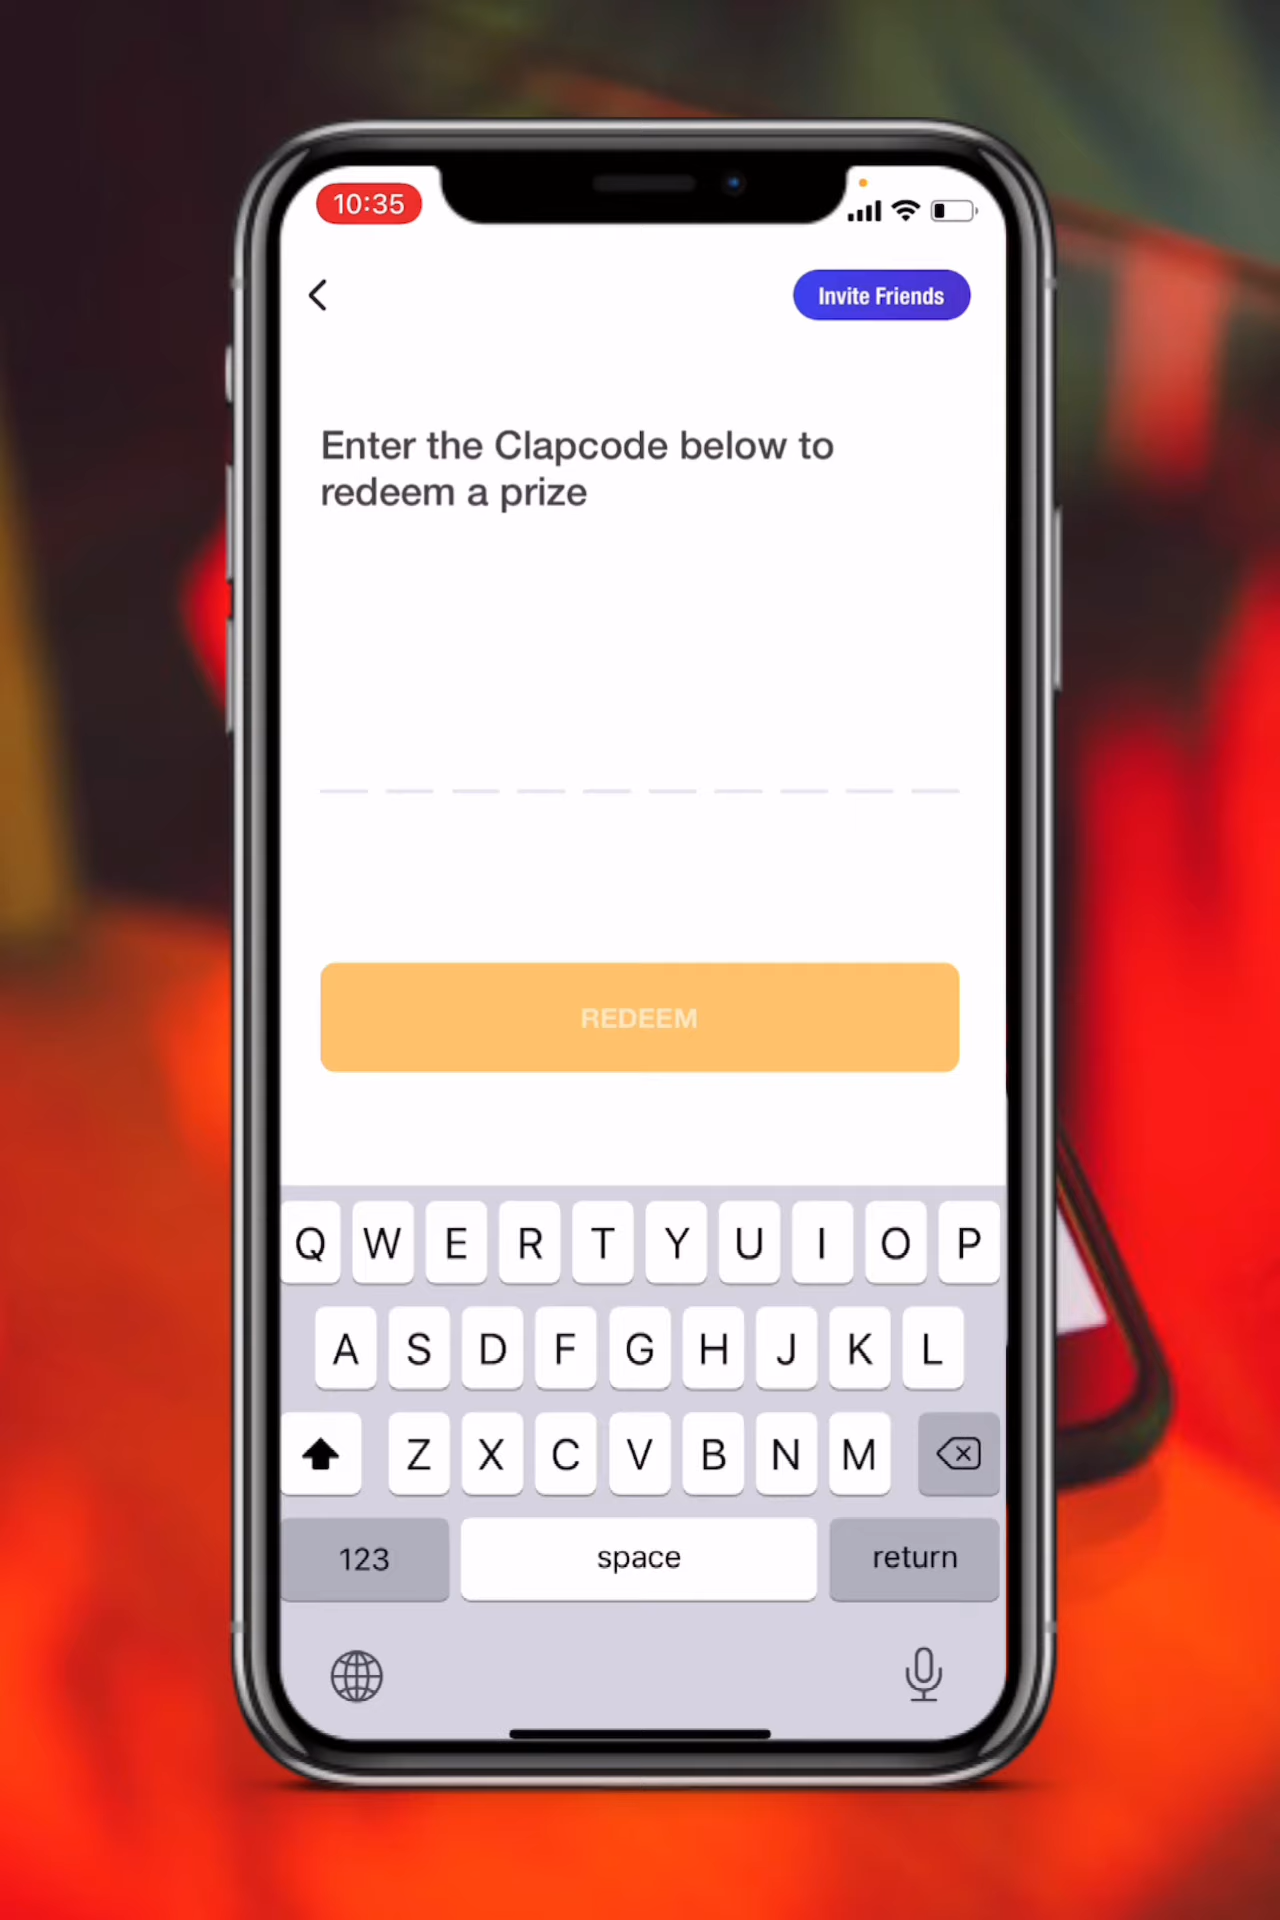 10:35
Invite Friends
Enter the Clapcode below to
redeem a prize
REDEEM
Q W E R T Y U I O P
A S D F G H J K L
Z X C V B N M
123 space return